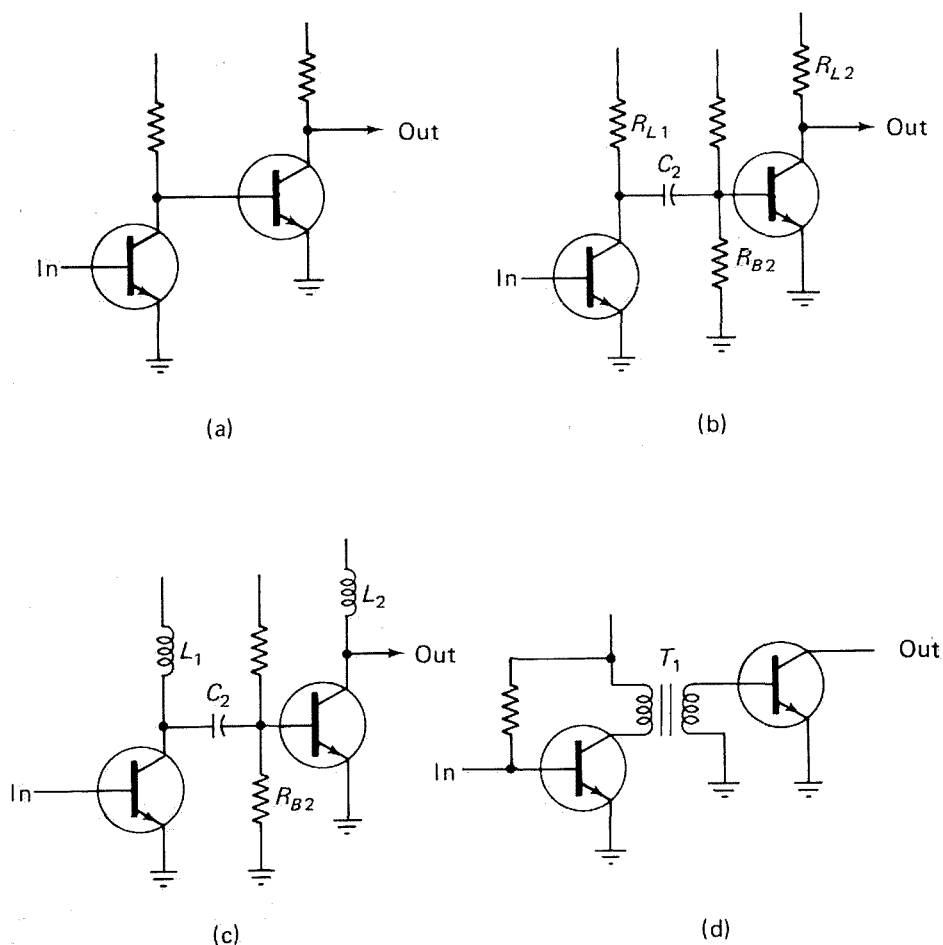 Out
In
(a)
R_L1
C_2
R_B2
R_L2
Out
In
(b)
L_1
C_2
R_B2
L_2
Out
In
(c)
T_1
Out
In
(d)